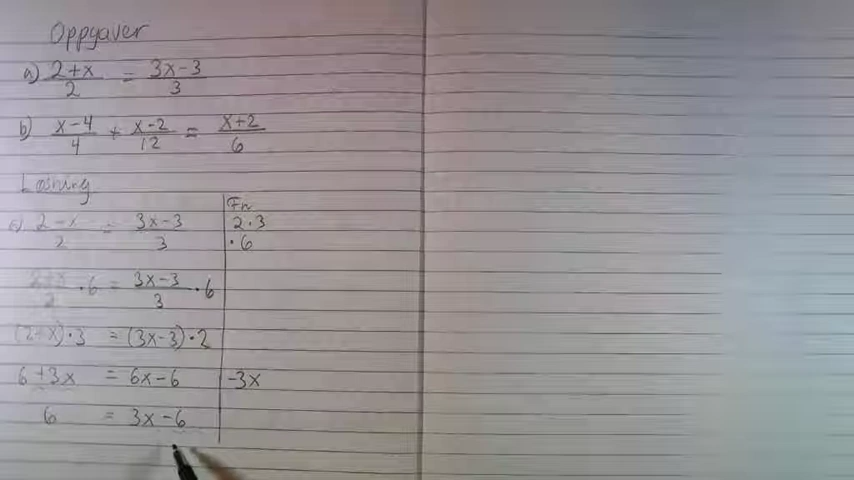 Oppgaver
a) 2+x/2 = 3x-3/3
b) x-4/4 + x-2/12 = x+2/6
Løsning
Fn
a) 2-x/2 = 3x-3/3 | 2·3
·6
2+x/2 ·6 = 3x-3/3 ·6
(2+x)·3 = (3x-3)·2
6+3x = 6x-6 | -3x
6 = 3x-6